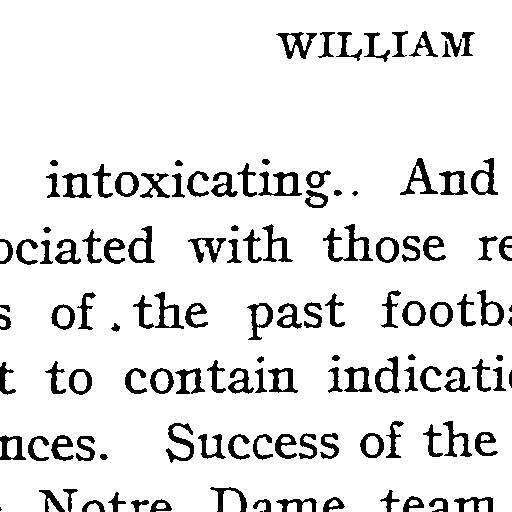 WILLIAM
intoxicating.. And
ociated with those re
s of . the past footba
t to contain indicatio
nces. Success of the
Notre Dame team